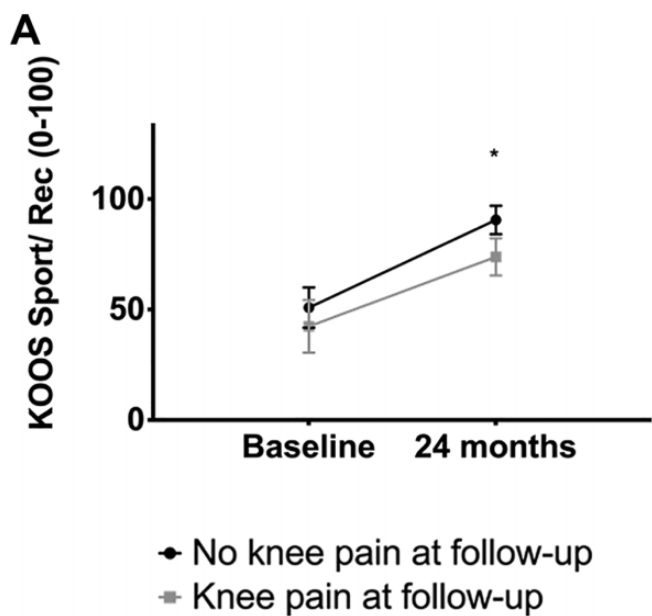 A
KOOS Sport/ Rec (0-100)
*
100
50
0
Baseline 24 months
No knee pain at follow-up
Knee pain at follow-up